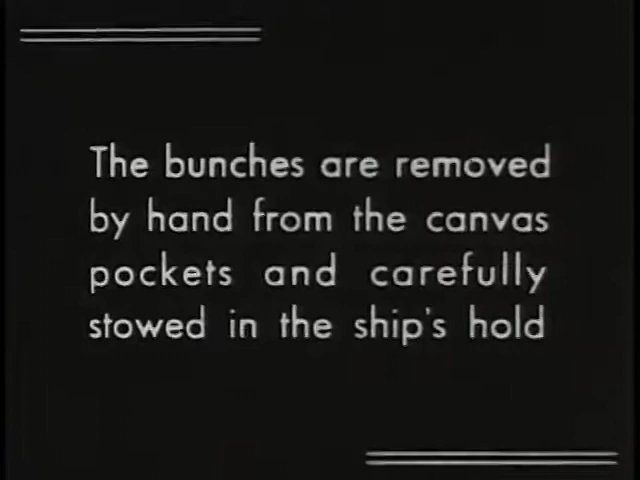 The bunches are removed
by hand from the canvas
pockets and carefully
stowed in the ship's hold